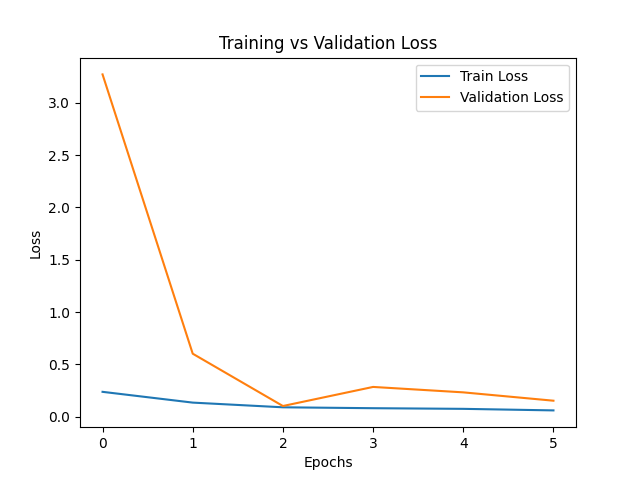 Training vs Validation Loss
Train Loss
Validation Loss
3.0
2.5
2.0
1.5
1.0
0.5
0.0
Loss
0 1 2 3 4 5
Epochs